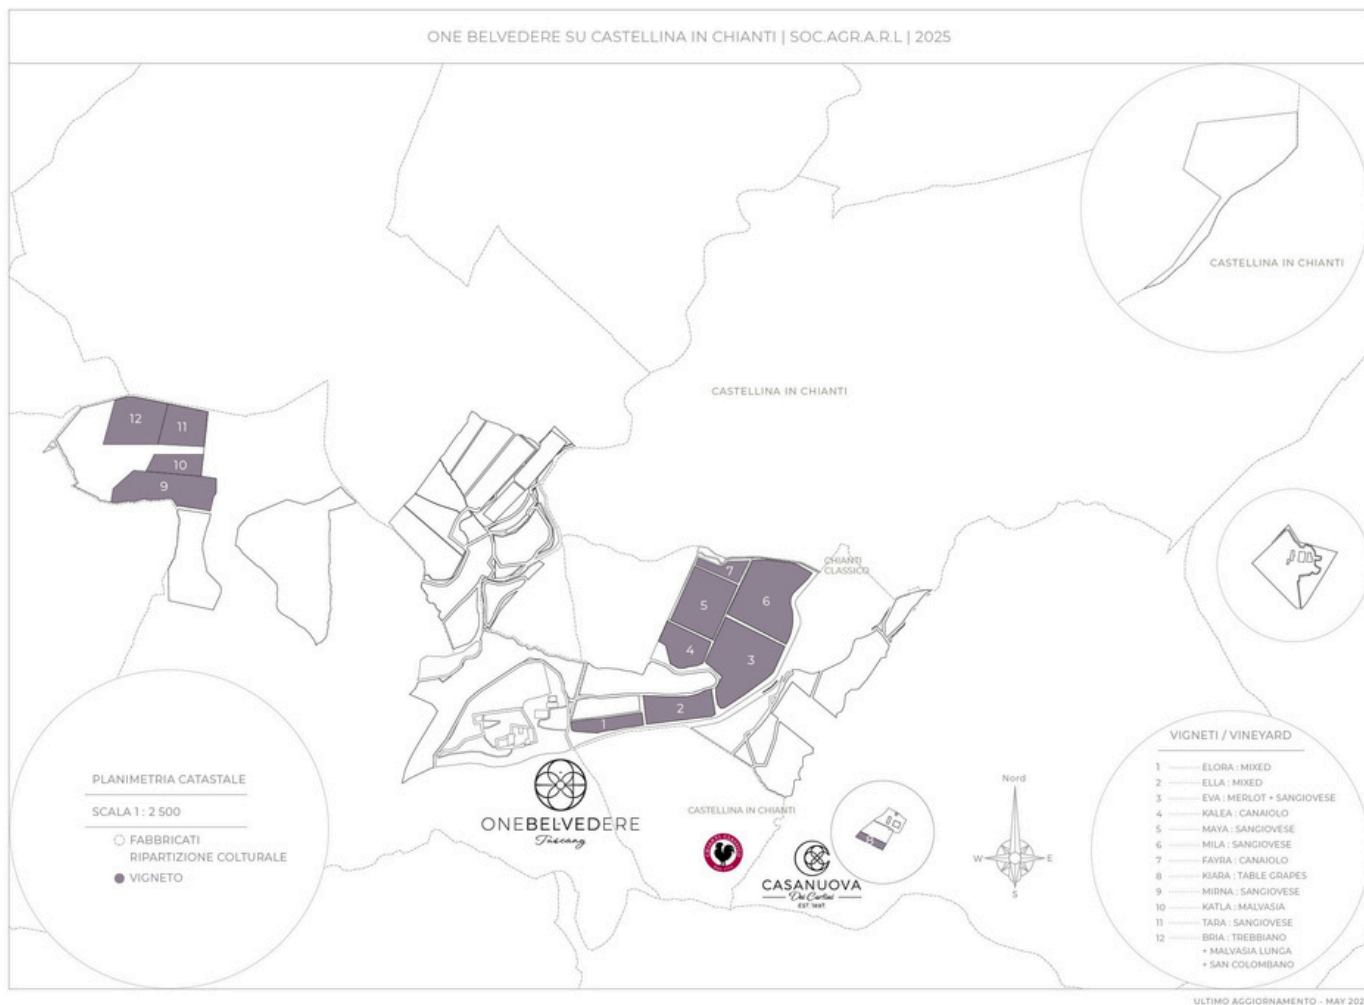 ONE BELVEDERE SU CASTELLINA IN CHIANTI | SOC.AGR.A.R.L | 2025
CASTELLINA IN CHIANTI
CASTELLINA IN CHIANTI
12
11
10
9
CHIANTI
CLASSICO
7
6
5
4
3
2
1
PLANIMETRIA CATASTALE
SCALA 1 : 2 500
FABBRICATI
RIPARTIZIONE COLTURALE
VIGNETO
ONEBELVEDERE
Tuscany
CASTELLINA IN CHIANTI
CASANUOVA
EST. 1697
Nord
W
E
S
VIGNETI / VINEYARD
1 ELORA : MIXED
2 ELLA : MIXED
3 EVA : MERLOT + SANGIOVESE
4 KALEA : CANAIOLO
5 MAYA : SANGIOVESE
6 MILA : SANGIOVESE
7 FAYRA : CANAIOLO
8 KIARA : TABLE GRAPES
9 MIRNA : SANGIOVESE
10 KATLA : MALVASIA
11 TARA : SANGIOVESE
12 BRIA : TREBBIANO
+ MALVASIA LUNGA
+ SAN COLOMBANO
ULTIMO AGGIORNAMENTO - MAY